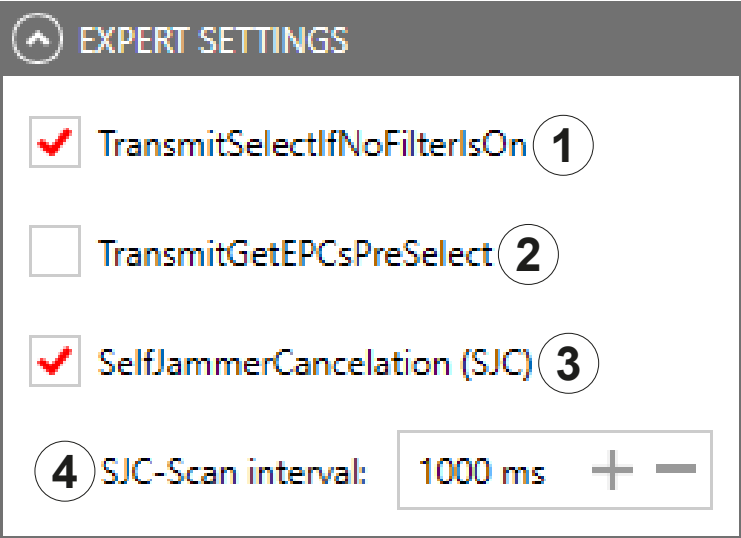 EXPERT SETTINGS
TransmitSelectIfNoFilterIsOn 1
TransmitGetEPCsPreSelect 2
SelfJammerCancelation (SJC) 3
4 SJC-Scan interval: 1000 ms